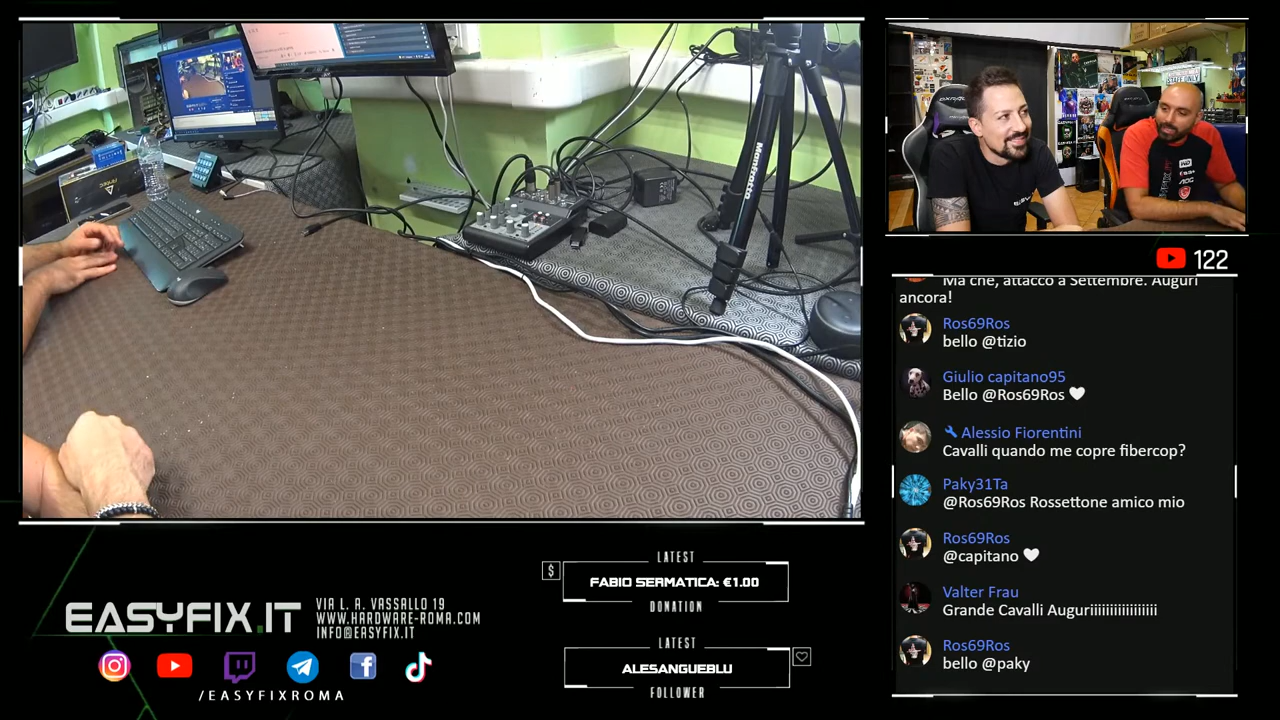 Manfrotto
122
Ma che, attacco a Settembre. Auguri
ancora!
Ros69Ros
bello @tizio
Giulio capitano95
Bello @Ros69Ros 🤍
Alessio Fiorentini
Cavalli quando me copre fibercop?
Paky31Ta
@Ros69Ros Rossettone amico mio
Ros69Ros
@capitano 🤍
Valter Frau
Grande Cavalli Auguriiiiiiiiiiiiiiiii
Ros69Ros
bello @paky
LATEST
$
FABIO SERMATICA: €1.00
DONATION
LATEST
ALESANGUEBLU
FOLLOWER
EASYFIX.IT
VIA L. A. VASSALLO 19
WWW.HARDWARE-ROMA.COM
INFO@EASYFIX.IT
/EASYFIXROMA